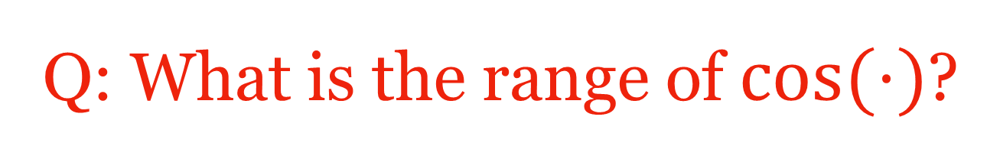 Q: What is the range of cos(·)?